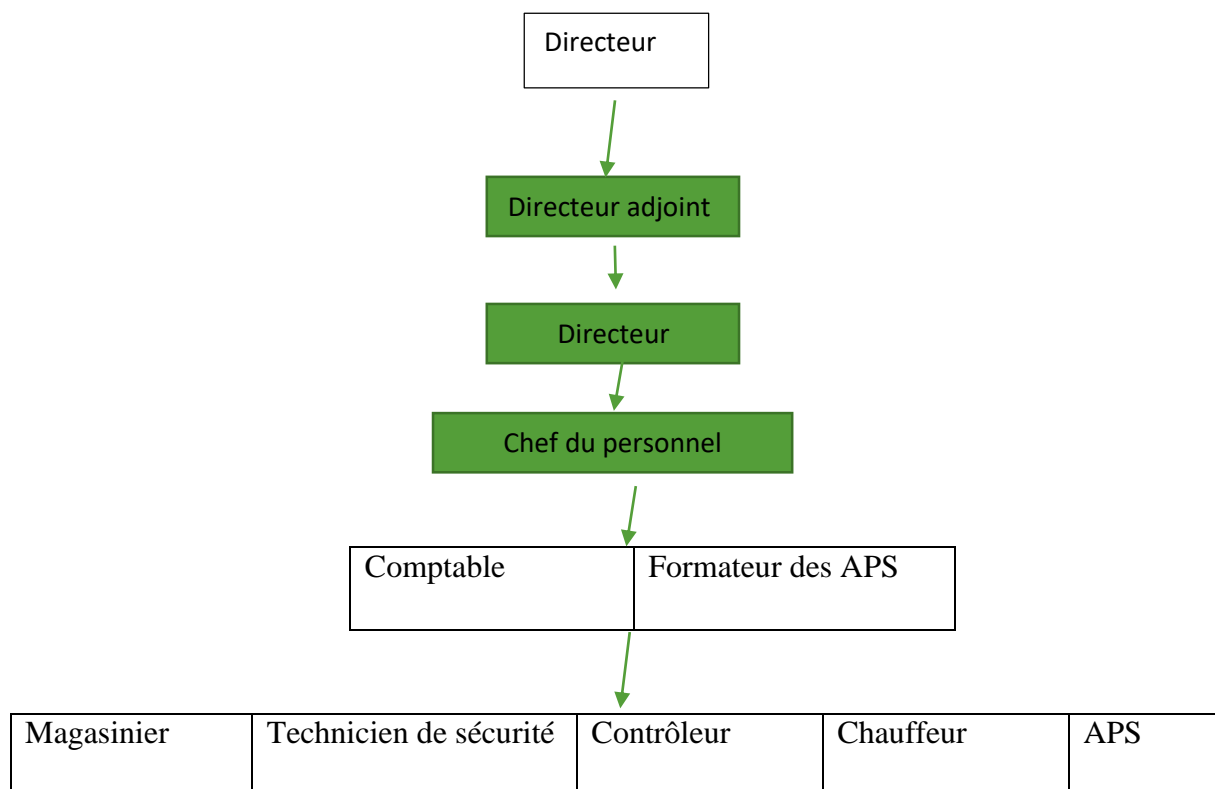 Directeur
Directeur adjoint
Directeur
Chef du personnel
Comptable Formateur des APS
Magasinier Technicien de sécurité Contrôleur Chauffeur APS